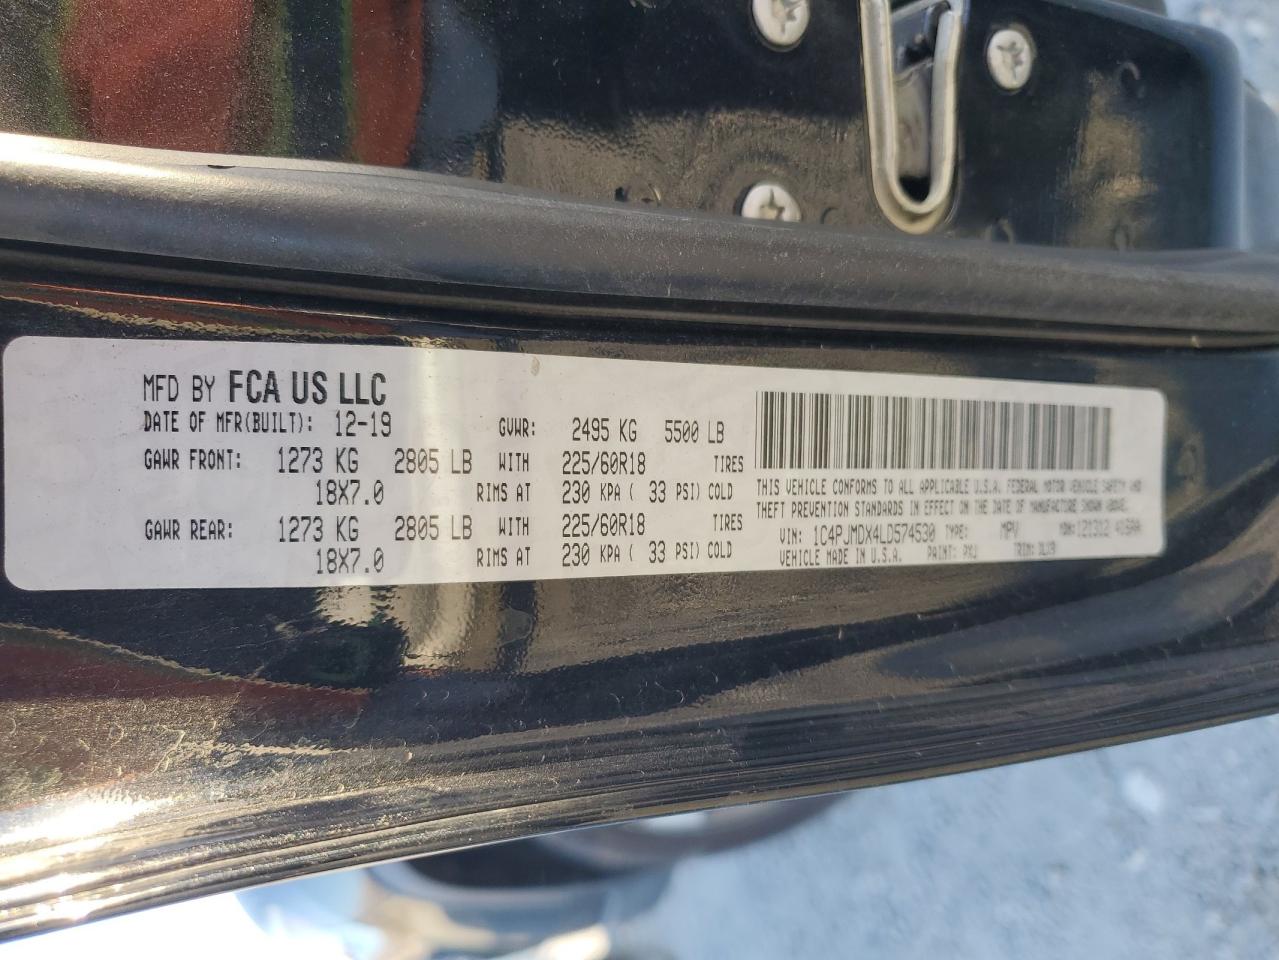 MFD BY FCA US LLC
DATE OF MFR(BUILT): 12-19 GVWR: 2495 KG 5500 LB
GAWR FRONT: 1273 KG 2805 LB WITH 225/60R18 TIRES
18X7.0 RIMS AT 230 KPA ( 33 PSI) COLD
GAWR REAR: 1273 KG 2805 LB WITH 225/60R18 TIRES
18X7.0 RIMS AT 230 KPA ( 33 PSI) COLD
THIS VEHICLE CONFORMS TO ALL APPLICABLE U.S.A. FEDERAL MOTOR VEHICLE SAFETY AND
THEFT PREVENTION STANDARDS IN EFFECT ON THE DATE OF MANUFACTURE SHOWN ABOVE.
VIN: 1C4PJMDX4LD574530 TYPE: MPV MDH:
VEHICLE MADE IN U.S.A. PAINT: PXJ TRIM: